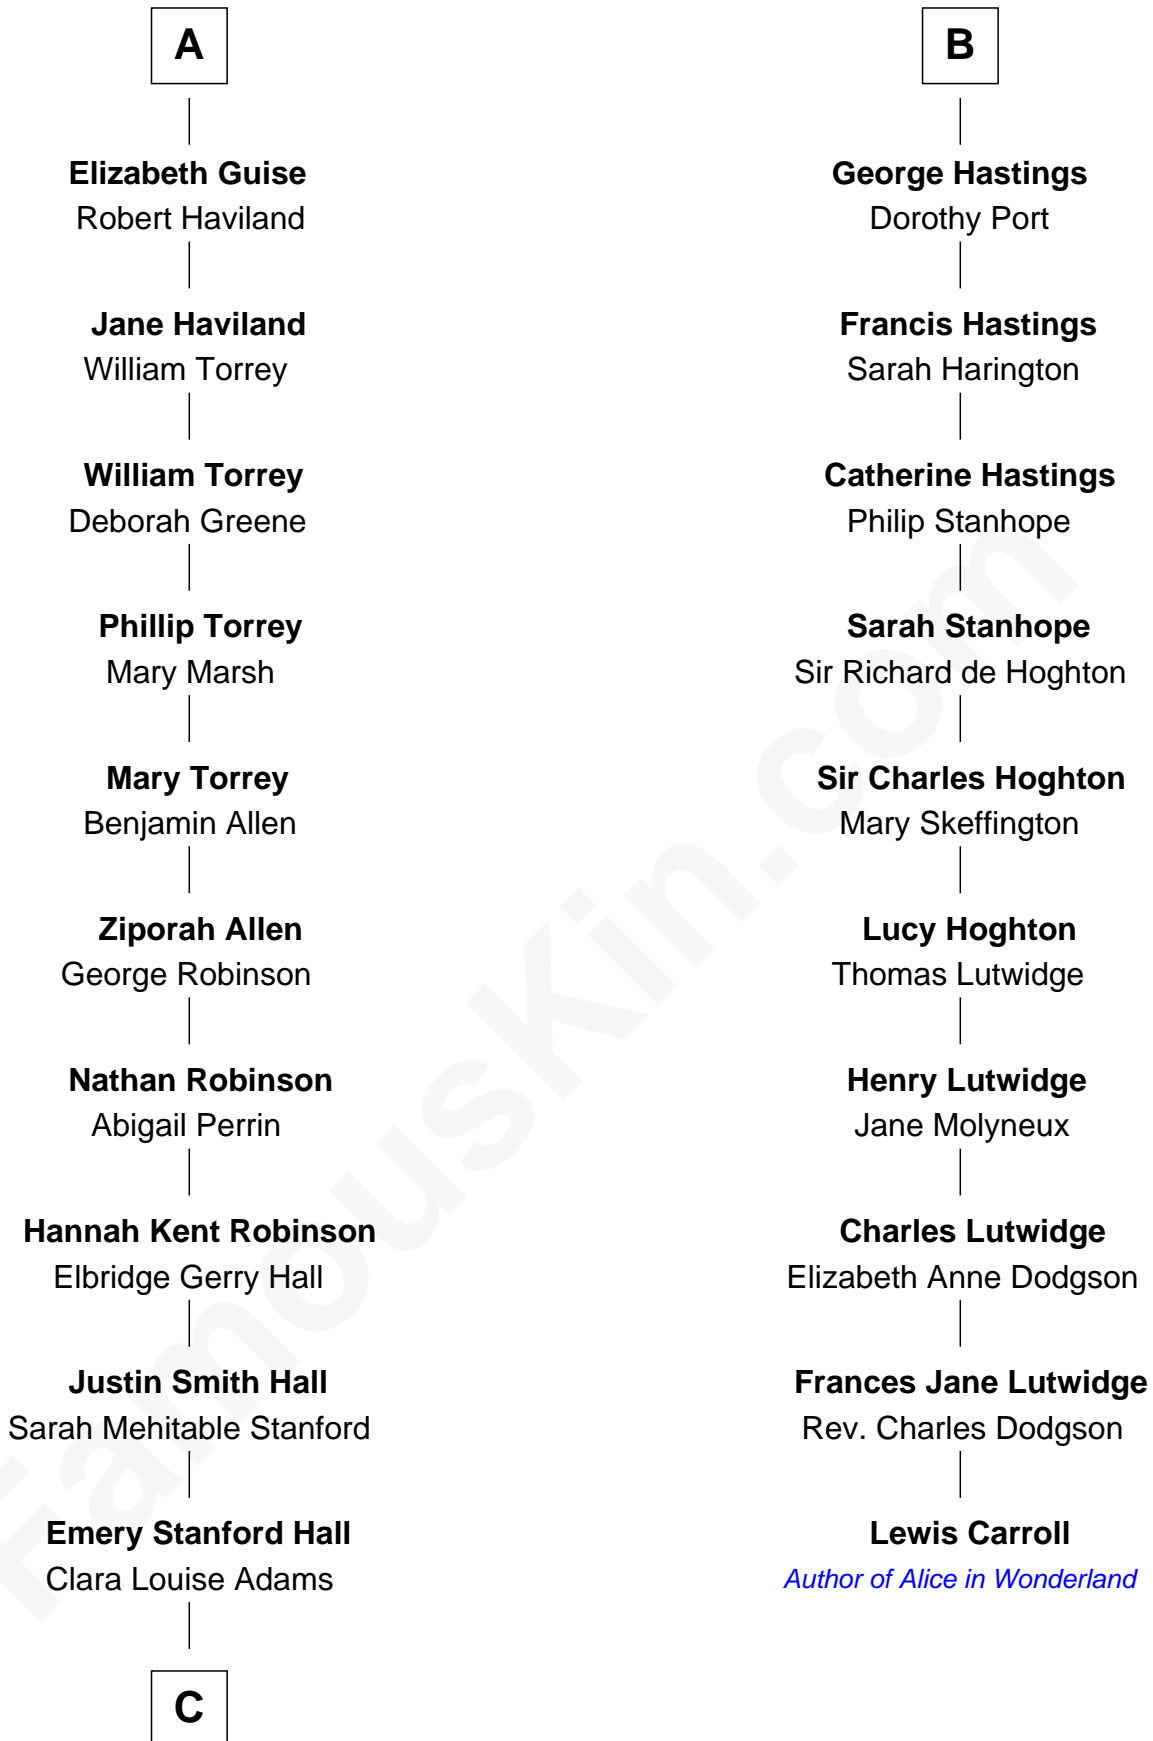 A
Elizabeth Guise
Robert Haviland
Jane Haviland
William Torrey
William Torrey
Deborah Greene
Phillip Torrey
Mary Marsh
Mary Torrey
Benjamin Allen
Ziporah Allen
George Robinson
Nathan Robinson
Abigail Perrin
Hannah Kent Robinson
Elbridge Gerry Hall
Justin Smith Hall
Sarah Mehitable Stanford
Emery Stanford Hall
Clara Louise Adams
C
B
George Hastings
Dorothy Port
Francis Hastings
Sarah Harington
Catherine Hastings
Philip Stanhope
Sarah Stanhope
Sir Richard de Hoghton
Sir Charles Hoghton
Mary Skeffington
Lucy Hoghton
Thomas Lutwidge
Henry Lutwidge
Jane Molyneux
Charles Lutwidge
Elizabeth Anne Dodgson
Frances Jane Lutwidge
Rev. Charles Dodgson
Lewis Carroll
Author of Alice in Wonderland
FamousKin.com